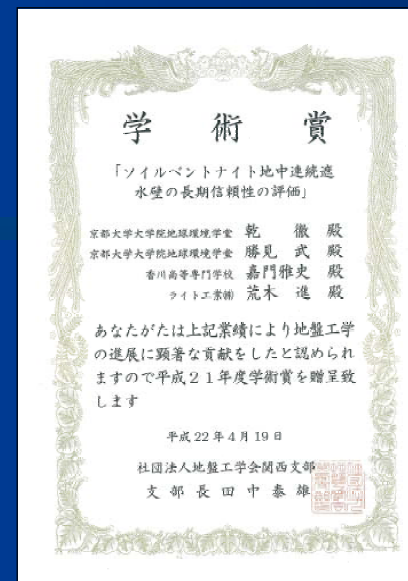 学術賞
「ソイルベントナイト地中連続遮
水壁の長期信頼性の評価」
京都大学大学院地球環境学堂 乾 徹 殿
京都大学大学院地球環境学堂 勝見 武 殿
香川高等専門学校 嘉門雅史 殿
ライト工業㈱ 荒木 進 殿
あなたがたは上記業績により地盤工学
の進展に顕著な貢献をしたと認められ
ますので平成21年度学術賞を贈呈致
します
平成22年4月19日
社団法人地盤工学会関西支部
支部長田中泰雄